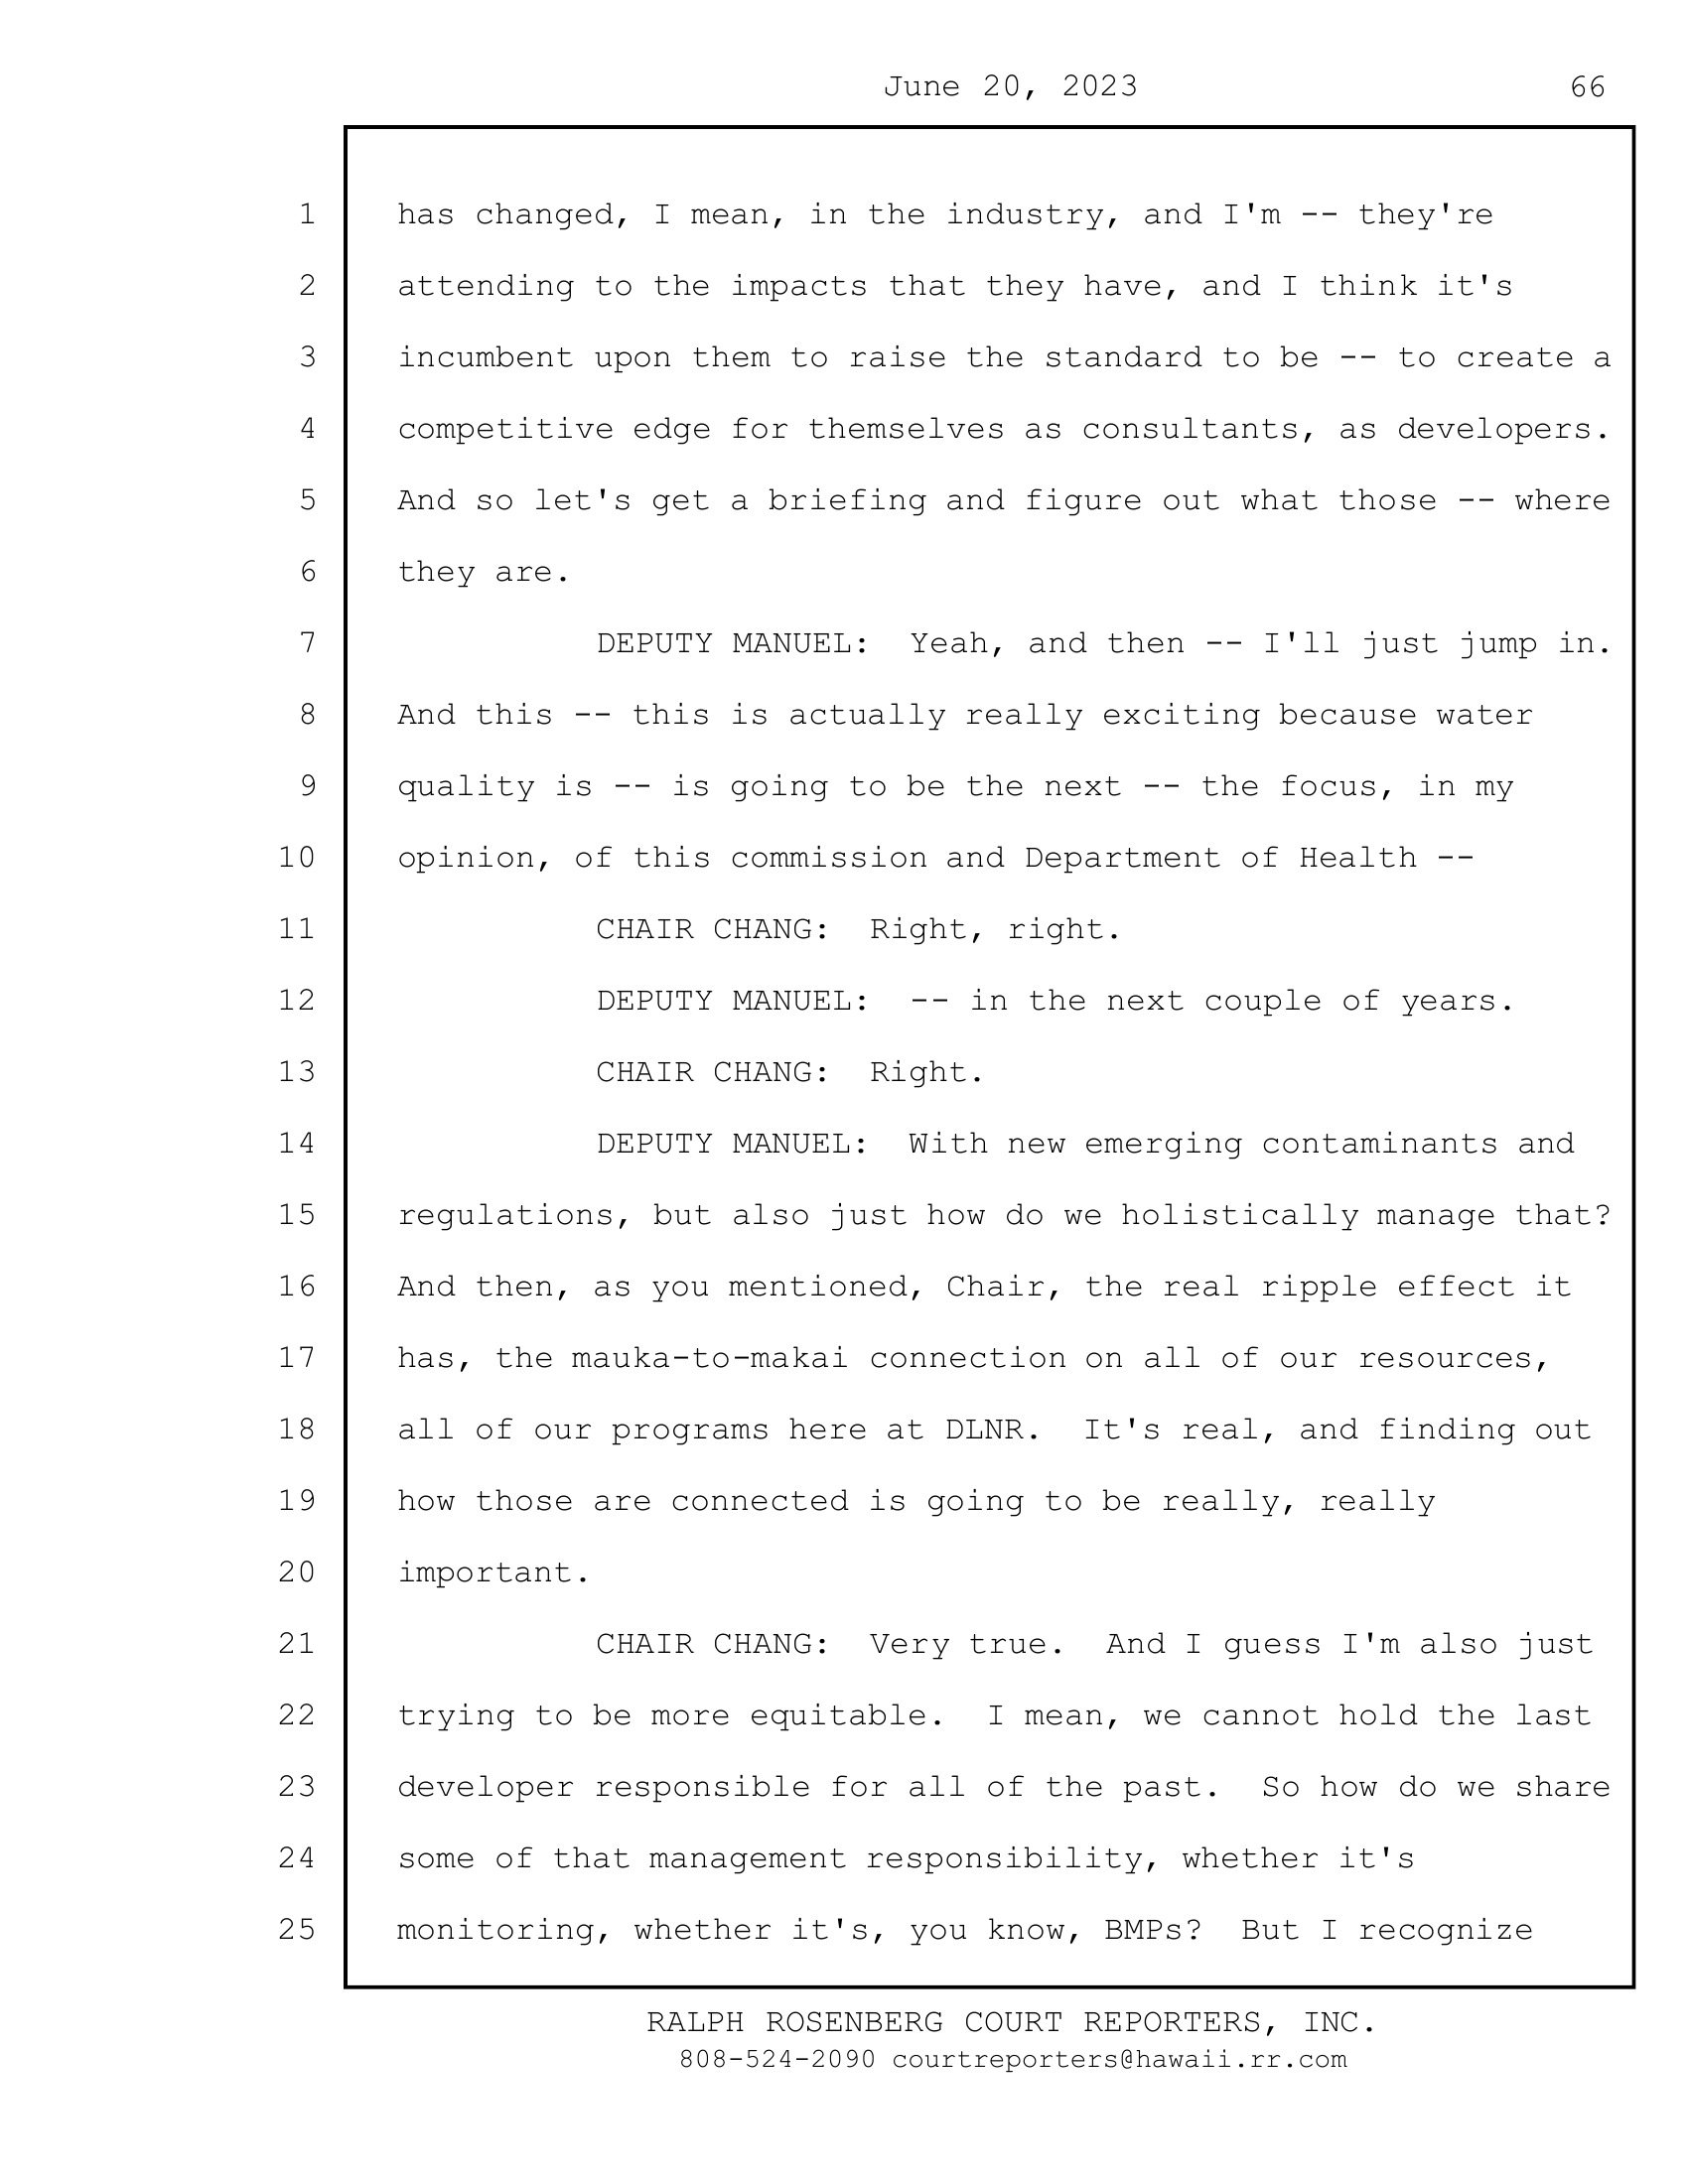 June 20, 2023 66
1 has changed, I mean, in the industry, and I'm -- they're
2 attending to the impacts that they have, and I think it's
3 incumbent upon them to raise the standard to be -- to create a
4 competitive edge for themselves as consultants, as developers.
5 And so let's get a briefing and figure out what those -- where
6 they are.
7 DEPUTY MANUEL:  Yeah, and then -- I'll just jump in.
8 And this -- this is actually really exciting because water
9 quality is -- is going to be the next -- the focus, in my
10 opinion, of this commission and Department of Health --
11 CHAIR CHANG:  Right, right.
12 DEPUTY MANUEL:  -- in the next couple of years.
13 CHAIR CHANG:  Right.
14 DEPUTY MANUEL:  With new emerging contaminants and
15 regulations, but also just how do we holistically manage that?
16 And then, as you mentioned, Chair, the real ripple effect it
17 has, the mauka-to-makai connection on all of our resources,
18 all of our programs here at DLNR.  It's real, and finding out
19 how those are connected is going to be really, really
20 important.
21 CHAIR CHANG:  Very true.  And I guess I'm also just
22 trying to be more equitable.  I mean, we cannot hold the last
23 developer responsible for all of the past.  So how do we share
24 some of that management responsibility, whether it's
25 monitoring, whether it's, you know, BMPs?  But I recognize
RALPH ROSENBERG COURT REPORTERS, INC.
808-524-2090 courtreporters@hawaii.rr.com